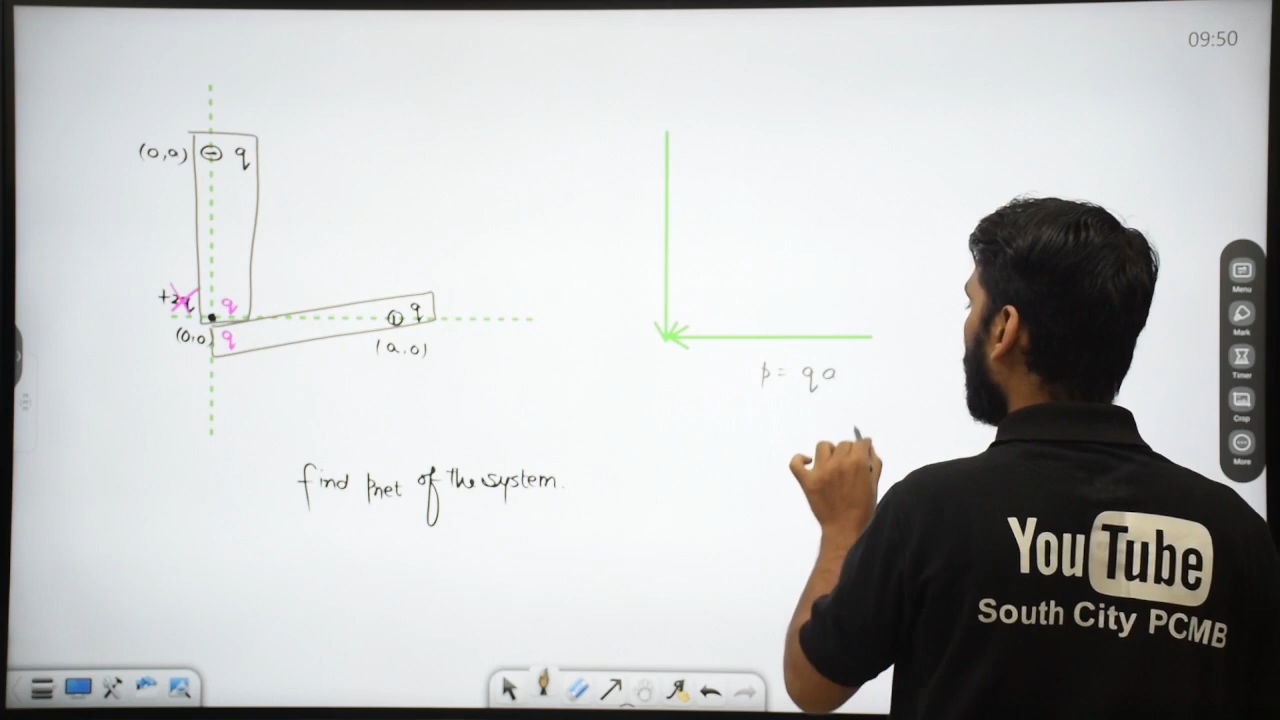 09:50
(0,a) ⊖ q
+2q q
(0,0) q
⊖ q
(a,0)
p = qa
find pnet of the system.
Menu
Mark
Timer
Crop
More
YouTube
South City PCMB